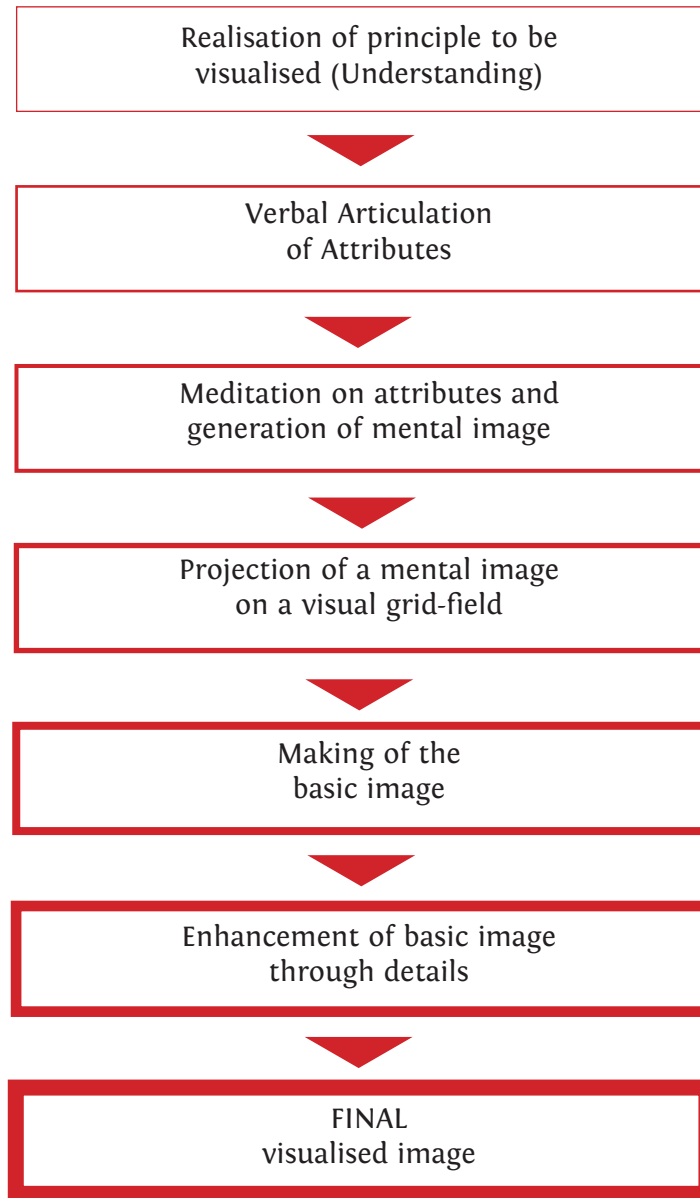 Realisation of principle to be
visualised (Understanding)
Verbal Articulation
of Attributes
Meditation on attributes and
generation of mental image
Projection of a mental image
on a visual grid-field
Making of the
basic image
Enhancement of basic image
through details
FINAL
visualised image